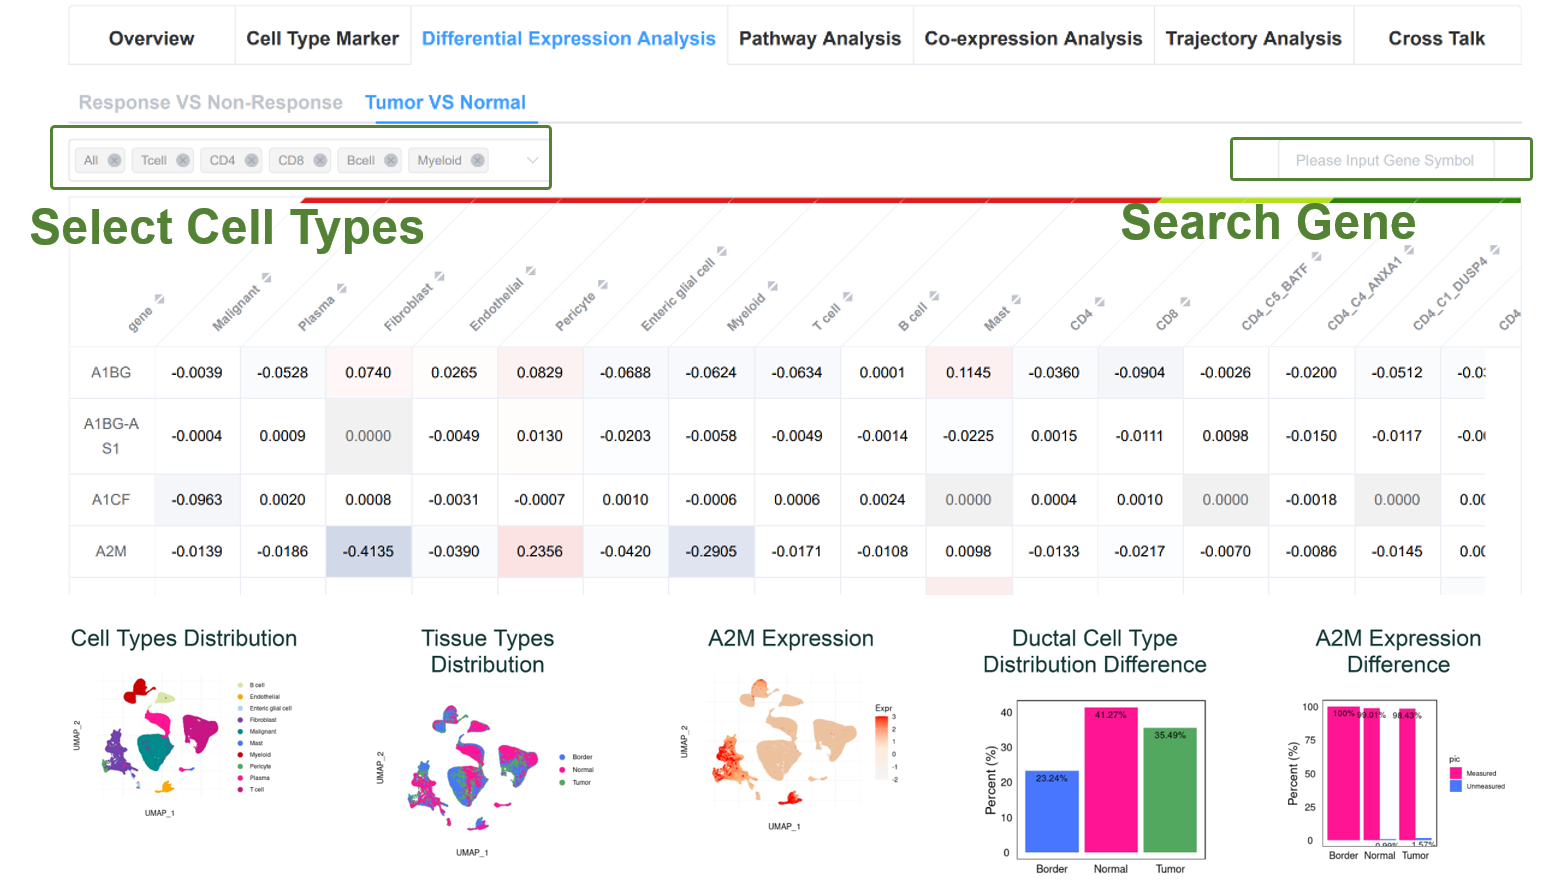 Overview Cell Type Marker Differential Expression Analysis Pathway Analysis Co-expression Analysis Trajectory Analysis Cross Talk
Response VS Non-Response Tumor VS Normal
All Tcell CD4 CD8 Bcell Myeloid Please Input Gene Symbol
Select Cell Types Search Gene
gene Malignant Plasma Fibroblast Endothelial Pericyte Enteric glial cell Myeloid T cell B cell Mast CD4 CD8 CD4_C5_BATF CD4_C4_ANXA1 CD4_C1_DUSP4 CD4
A1BG -0.0039 -0.0528 0.0740 0.0265 0.0829 -0.0688 -0.0624 -0.0634 0.0001 0.1145 -0.0360 -0.0904 -0.0026 -0.0200 -0.0512
A1BG-A
S1 -0.0004 0.0009 0.0000 -0.0049 0.0130 -0.0203 -0.0058 -0.0049 -0.0014 -0.0225 0.0015 -0.0111 0.0098 -0.0150 -0.0117
A1CF -0.0963 0.0020 0.0008 -0.0031 -0.0007 0.0010 -0.0006 0.0006 0.0024 0.0000 0.0004 0.0010 0.0000 -0.0018 0.0000
A2M -0.0139 -0.0186 -0.4135 -0.0390 0.2356 -0.0420 -0.2905 -0.0171 -0.0108 0.0098 -0.0133 -0.0217 -0.0070 -0.0086 -0.0145
Cell Types Distribution
UMAP_2
B cell
Endothelial
Enteric glial cell
Fibroblast
Malignant
Mast
Myeloid
Pericyte
Plasma
T cell
UMAP_1
Tissue Types
Distribution
UMAP_2
Border
Normal
Tumor
UMAP_1
A2M Expression
UMAP_2
Expr
3
2
1
0
-1
-2
UMAP_1
Ductal Cell Type
Distribution Difference
Percent (%)
40
30
20
10
0
23.24%
41.27%
35.49%
Border Normal Tumor
A2M Expression
Difference
Percent (%)
100
75
50
25
0
100% 99.01% 98.43%
0.99% 1.57%
Border Normal Tumor
pic
Measured
Unmeasured